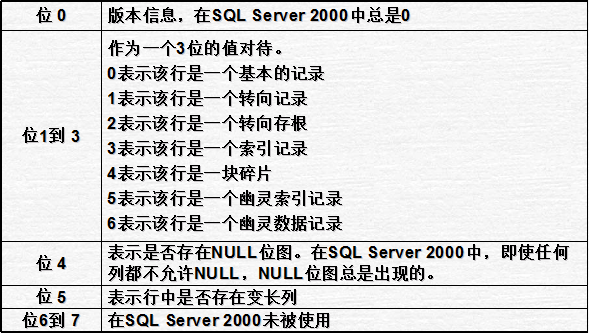 位 0
版本信息，在SQL Server 2000中总是0
位1到 3
作为一个3位的值对待。
0表示该行是一个基本的记录
1表示该行是一个转向记录
2表示该行是一个转向存根
3表示该行是一个索引记录
4表示该行是一块碎片
5表示该行是一个幽灵索引记录
6表示该行是一个幽灵数据记录
位 4
表示是否存在NULL位图。在SQL Server 2000中，即使任何
列都不允许NULL，NULL位图总是出现的。
位 5
表示行中是否存在变长列
位6到 7
在SQL Server 2000未被使用